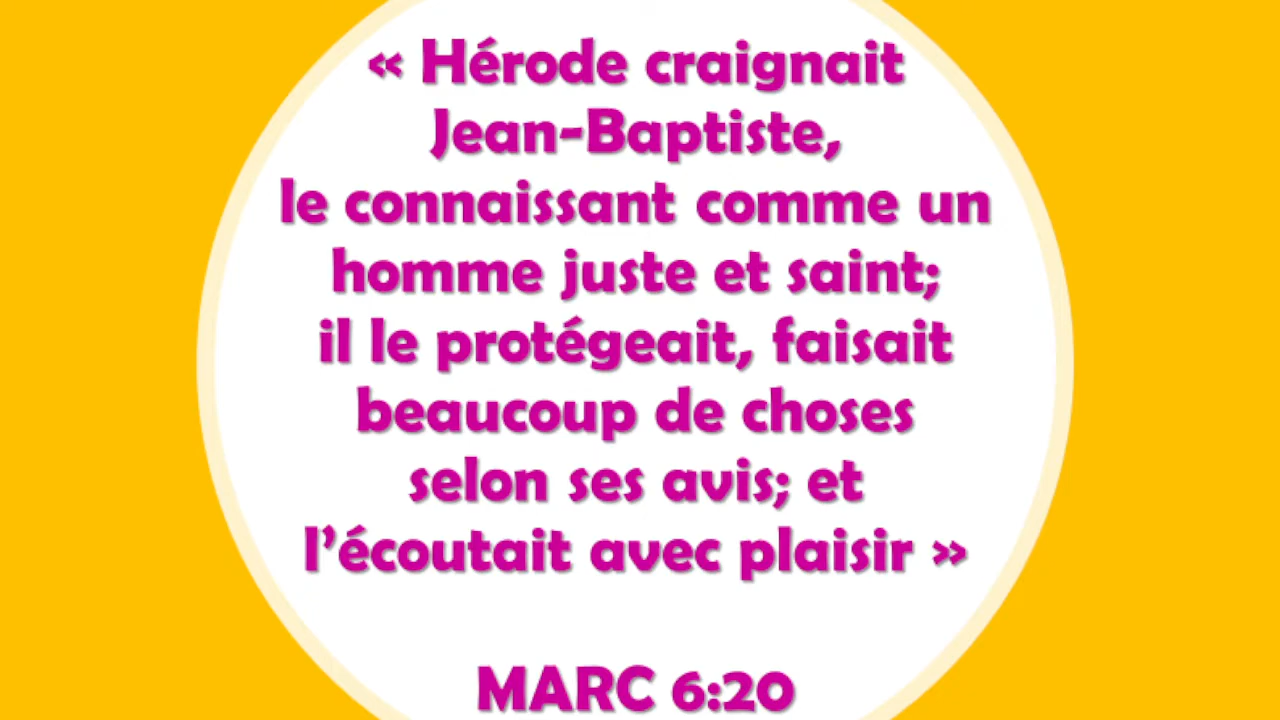 « Hérode craignait
Jean-Baptiste,
le connaissant comme un
homme juste et saint;
il le protégeait, faisait
beaucoup de choses
selon ses avis; et
l’écoutait avec plaisir »
MARC 6:20